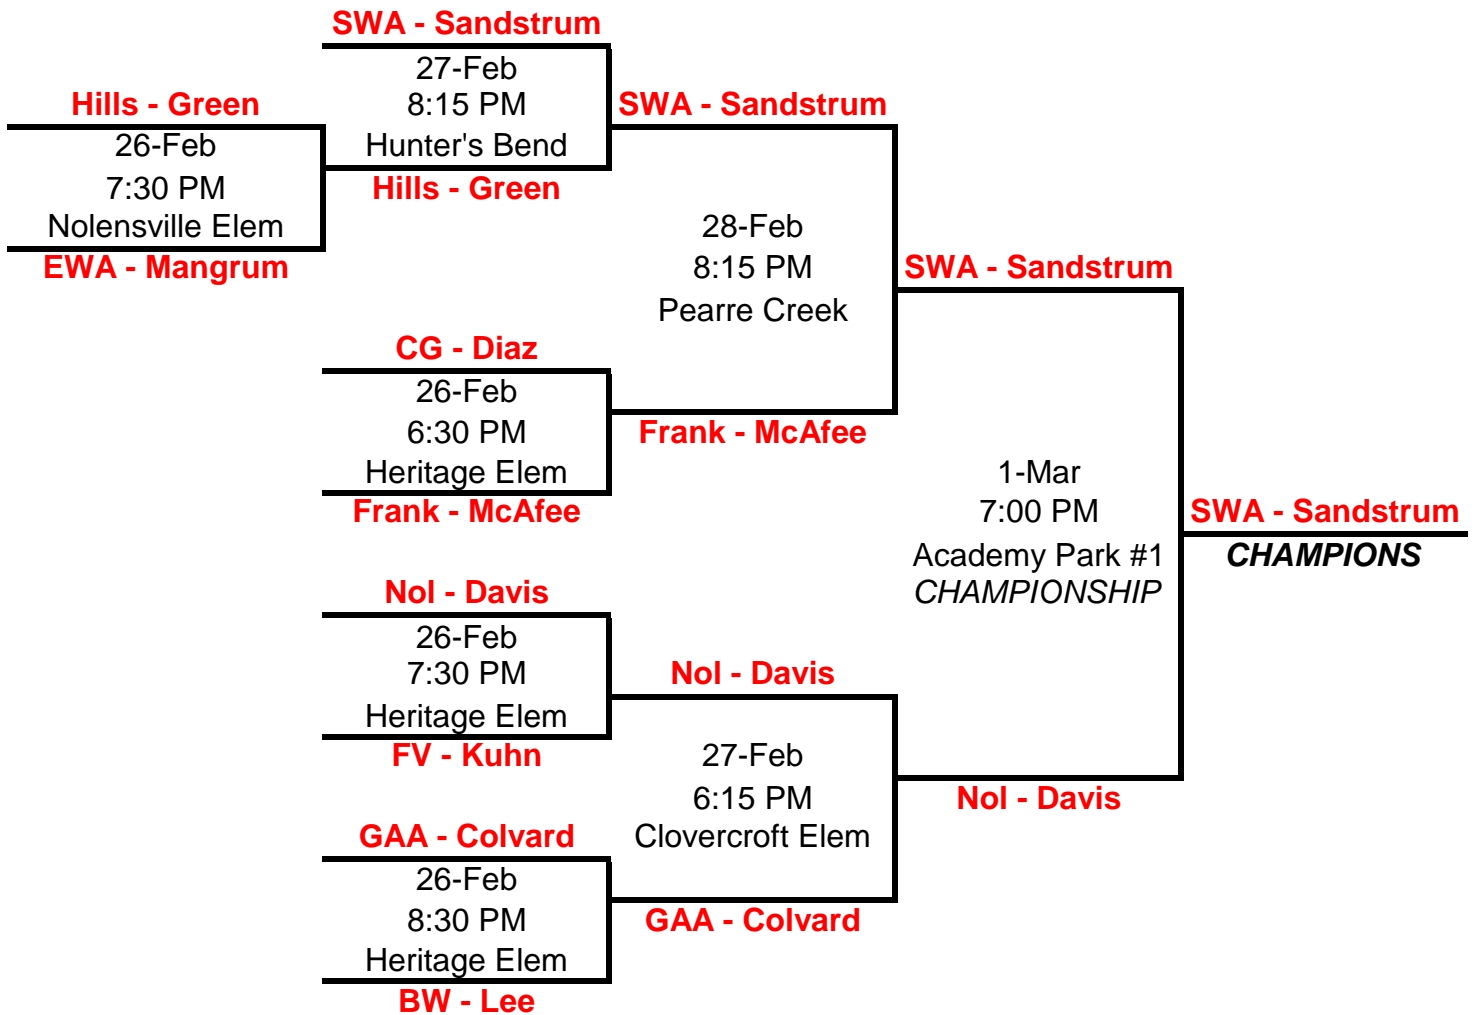 SWA - Sandstrum
27-Feb
8:15 PM
Hunter's Bend
Hills - Green
Hills - Green
26-Feb
7:30 PM
Nolensville Elem
EWA - Mangrum
SWA - Sandstrum
28-Feb
8:15 PM
Pearre Creek
Frank - McAfee
CG - Diaz
26-Feb
6:30 PM
Heritage Elem
Frank - McAfee
SWA - Sandstrum
1-Mar
7:00 PM
Academy Park #1
CHAMPIONSHIP
Nol - Davis
SWA - Sandstrum
CHAMPIONS
Nol - Davis
26-Feb
7:30 PM
Heritage Elem
FV - Kuhn
Nol - Davis
27-Feb
6:15 PM
Clovercroft Elem
GAA - Colvard
GAA - Colvard
26-Feb
8:30 PM
Heritage Elem
BW - Lee